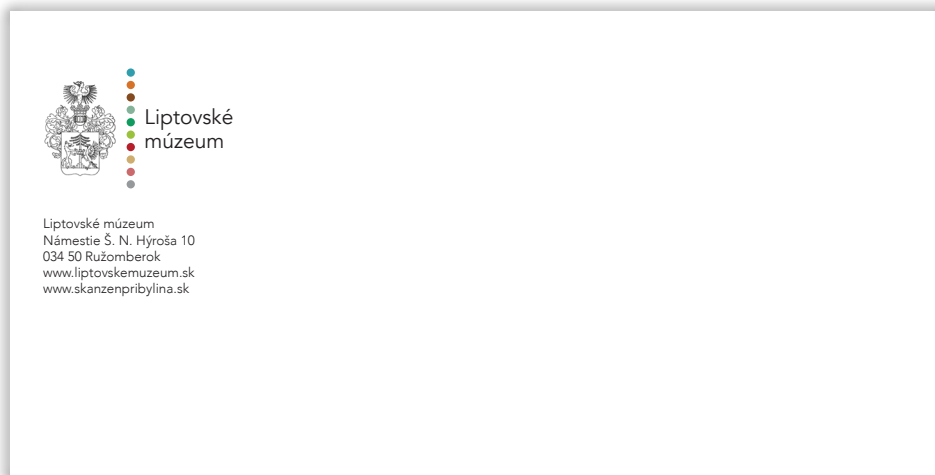 Liptovské
múzeum
Liptovské múzeum
Námestie Š. N. Hýroša 10
034 50 Ružomberok
www.liptovskemuzeum.sk
www.skanzenpribylina.sk